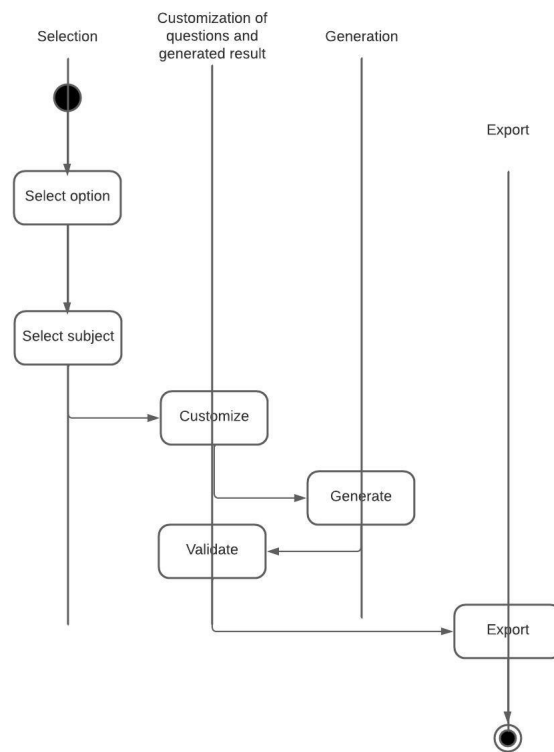 Selection
Customization of
questions and
generated result
Generation
Export
Select option
Select subject
Customize
Generate
Validate
Export